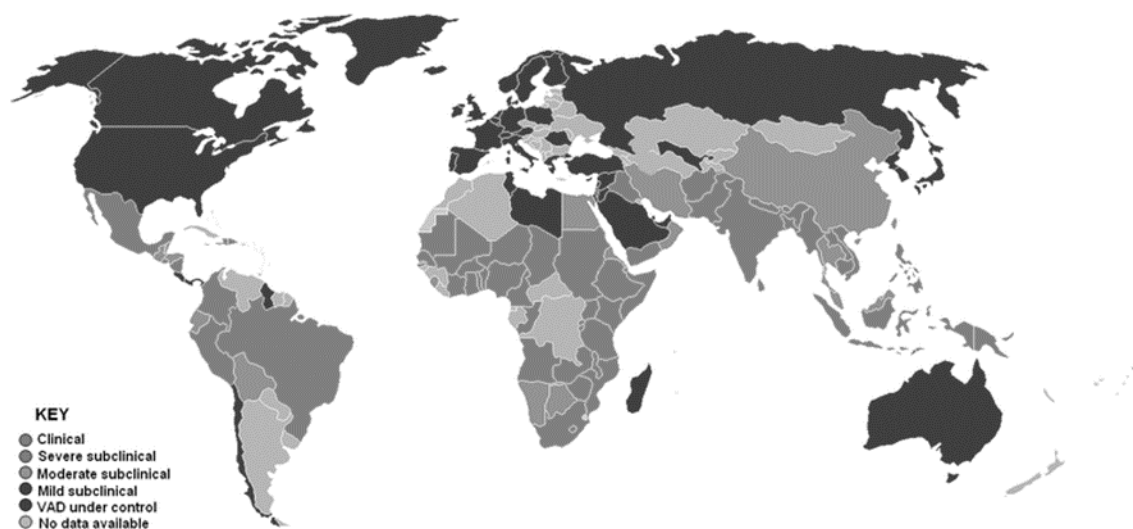 KEY
Clinical
Severe subclinical
Moderate subclinical
Mild subclinical
VAD under control
No data available